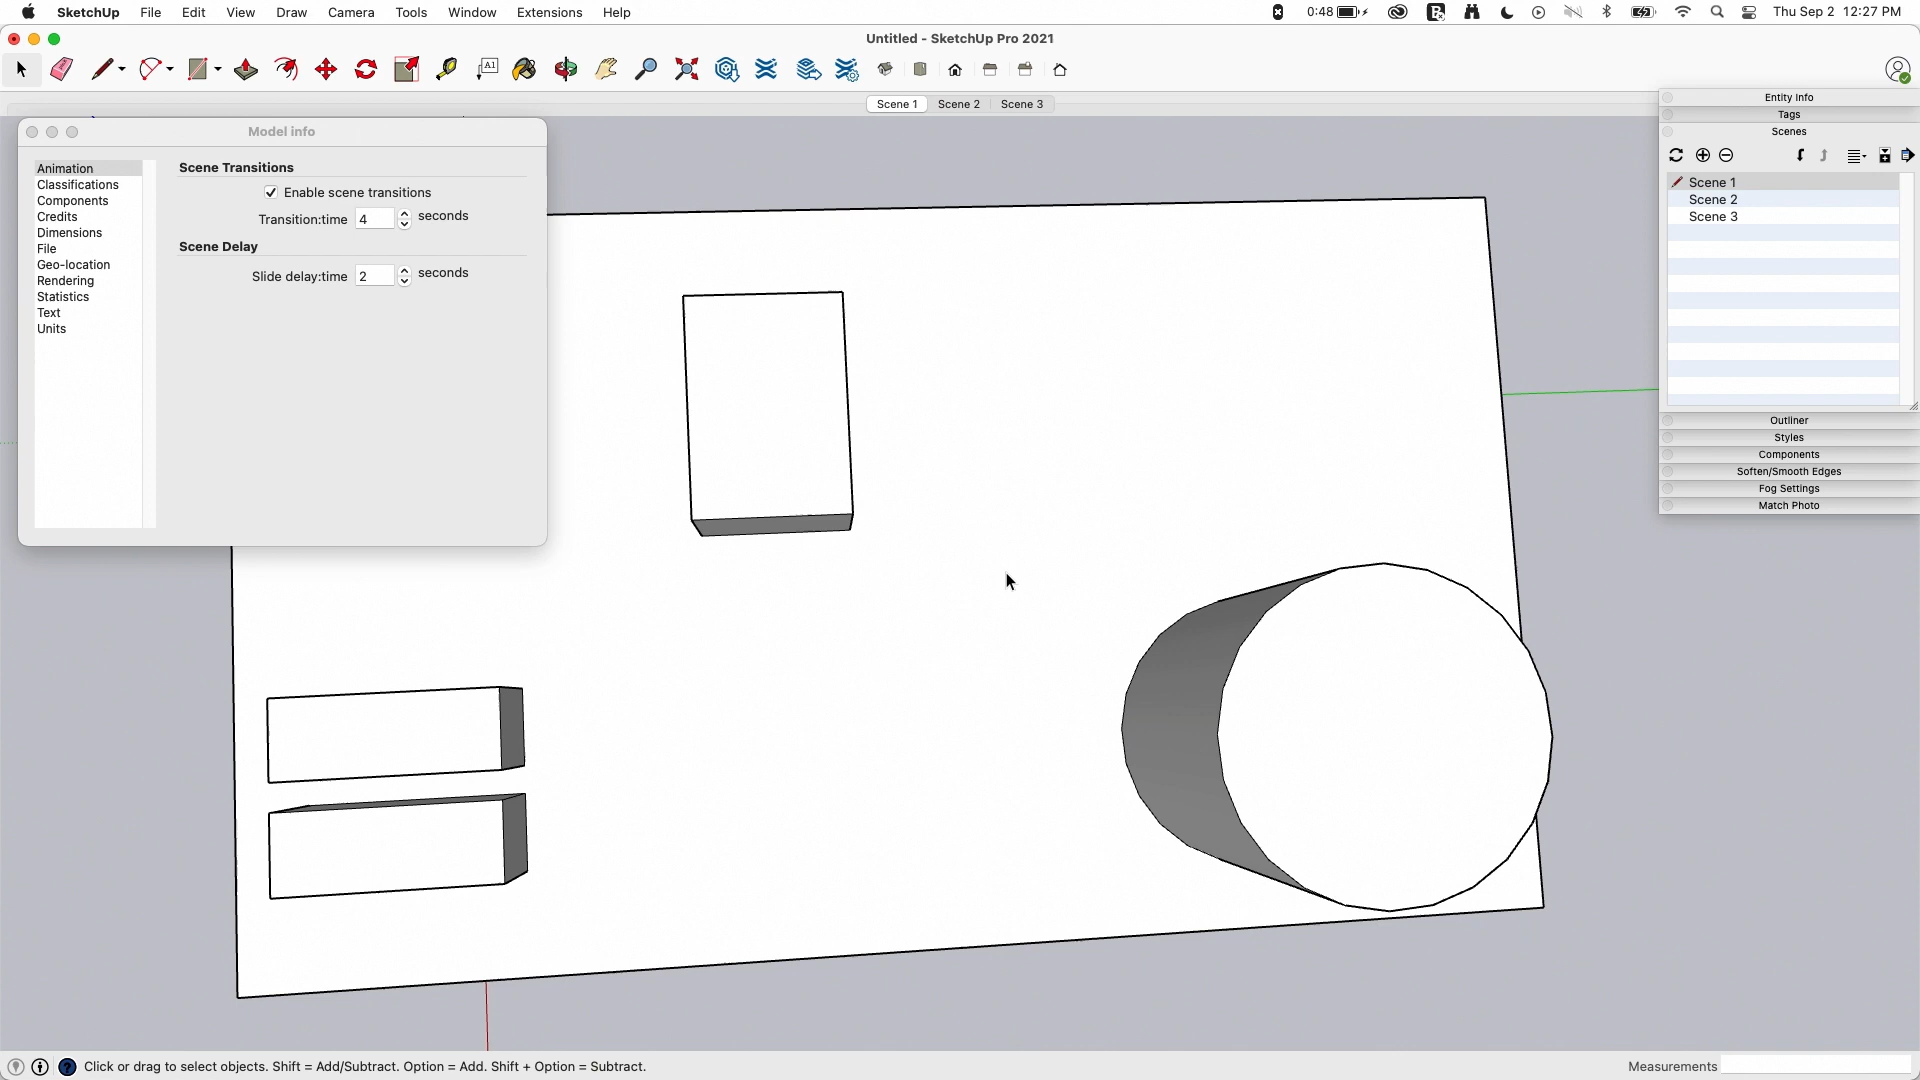 SketchUp File Edit View Draw Camera Tools Window Extensions Help 0:48 Thu Sep 2 12:27 PM
Untitled - SketchUp Pro 2021
A1
Scene 1 Scene 2 Scene 3
Model info
Animation
Classifications
Components
Credits
Dimensions
File
Geo-location
Rendering
Statistics
Text
Units
Scene Transitions
Enable scene transitions
Transition:time 4 seconds
Scene Delay
Slide delay:time 2 seconds
Entity Info
Tags
Scenes
Scene 1
Scene 2
Scene 3
Outliner
Styles
Components
Soften/Smooth Edges
Fog Settings
Match Photo
Click or drag to select objects. Shift = Add/Subtract. Option = Add. Shift + Option = Subtract.
Measurements